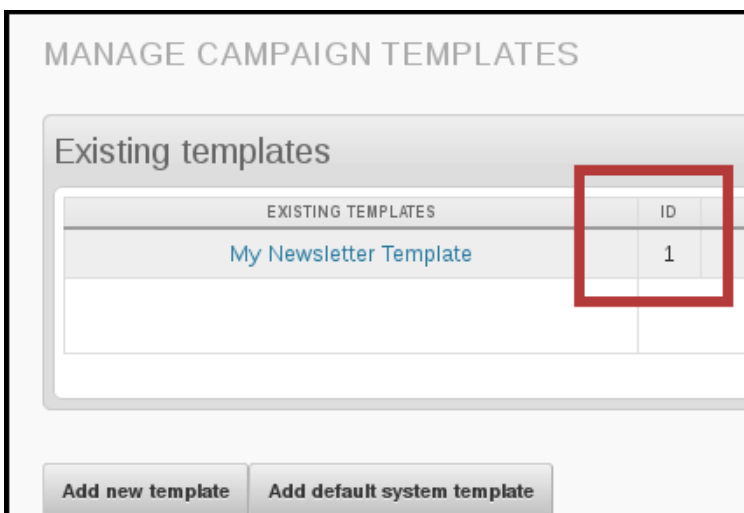 MANAGE CAMPAIGN TEMPLATES
Existing templates
EXISTING TEMPLATES ID
My Newsletter Template 1
Add new template Add default system template